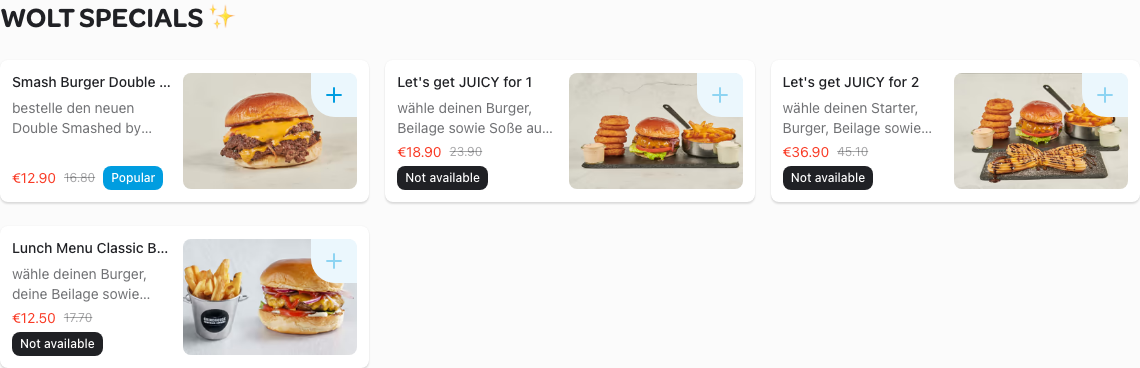 WOLT SPECIALS ✨
Smash Burger Double ...
bestelle den neuen
Double Smashed by...
€12.90 16.80 Popular
Let's get JUICY for 1
wähle deinen Burger,
Beilage sowie Soße au...
€18.90 23.90
Not available
Let's get JUICY for 2
wähle deinen Starter,
Burger, Beilage sowie...
€36.90 45.10
Not available
Lunch Menu Classic B...
wähle deinen Burger,
deine Beilage sowie...
€12.50 17.70
Not available